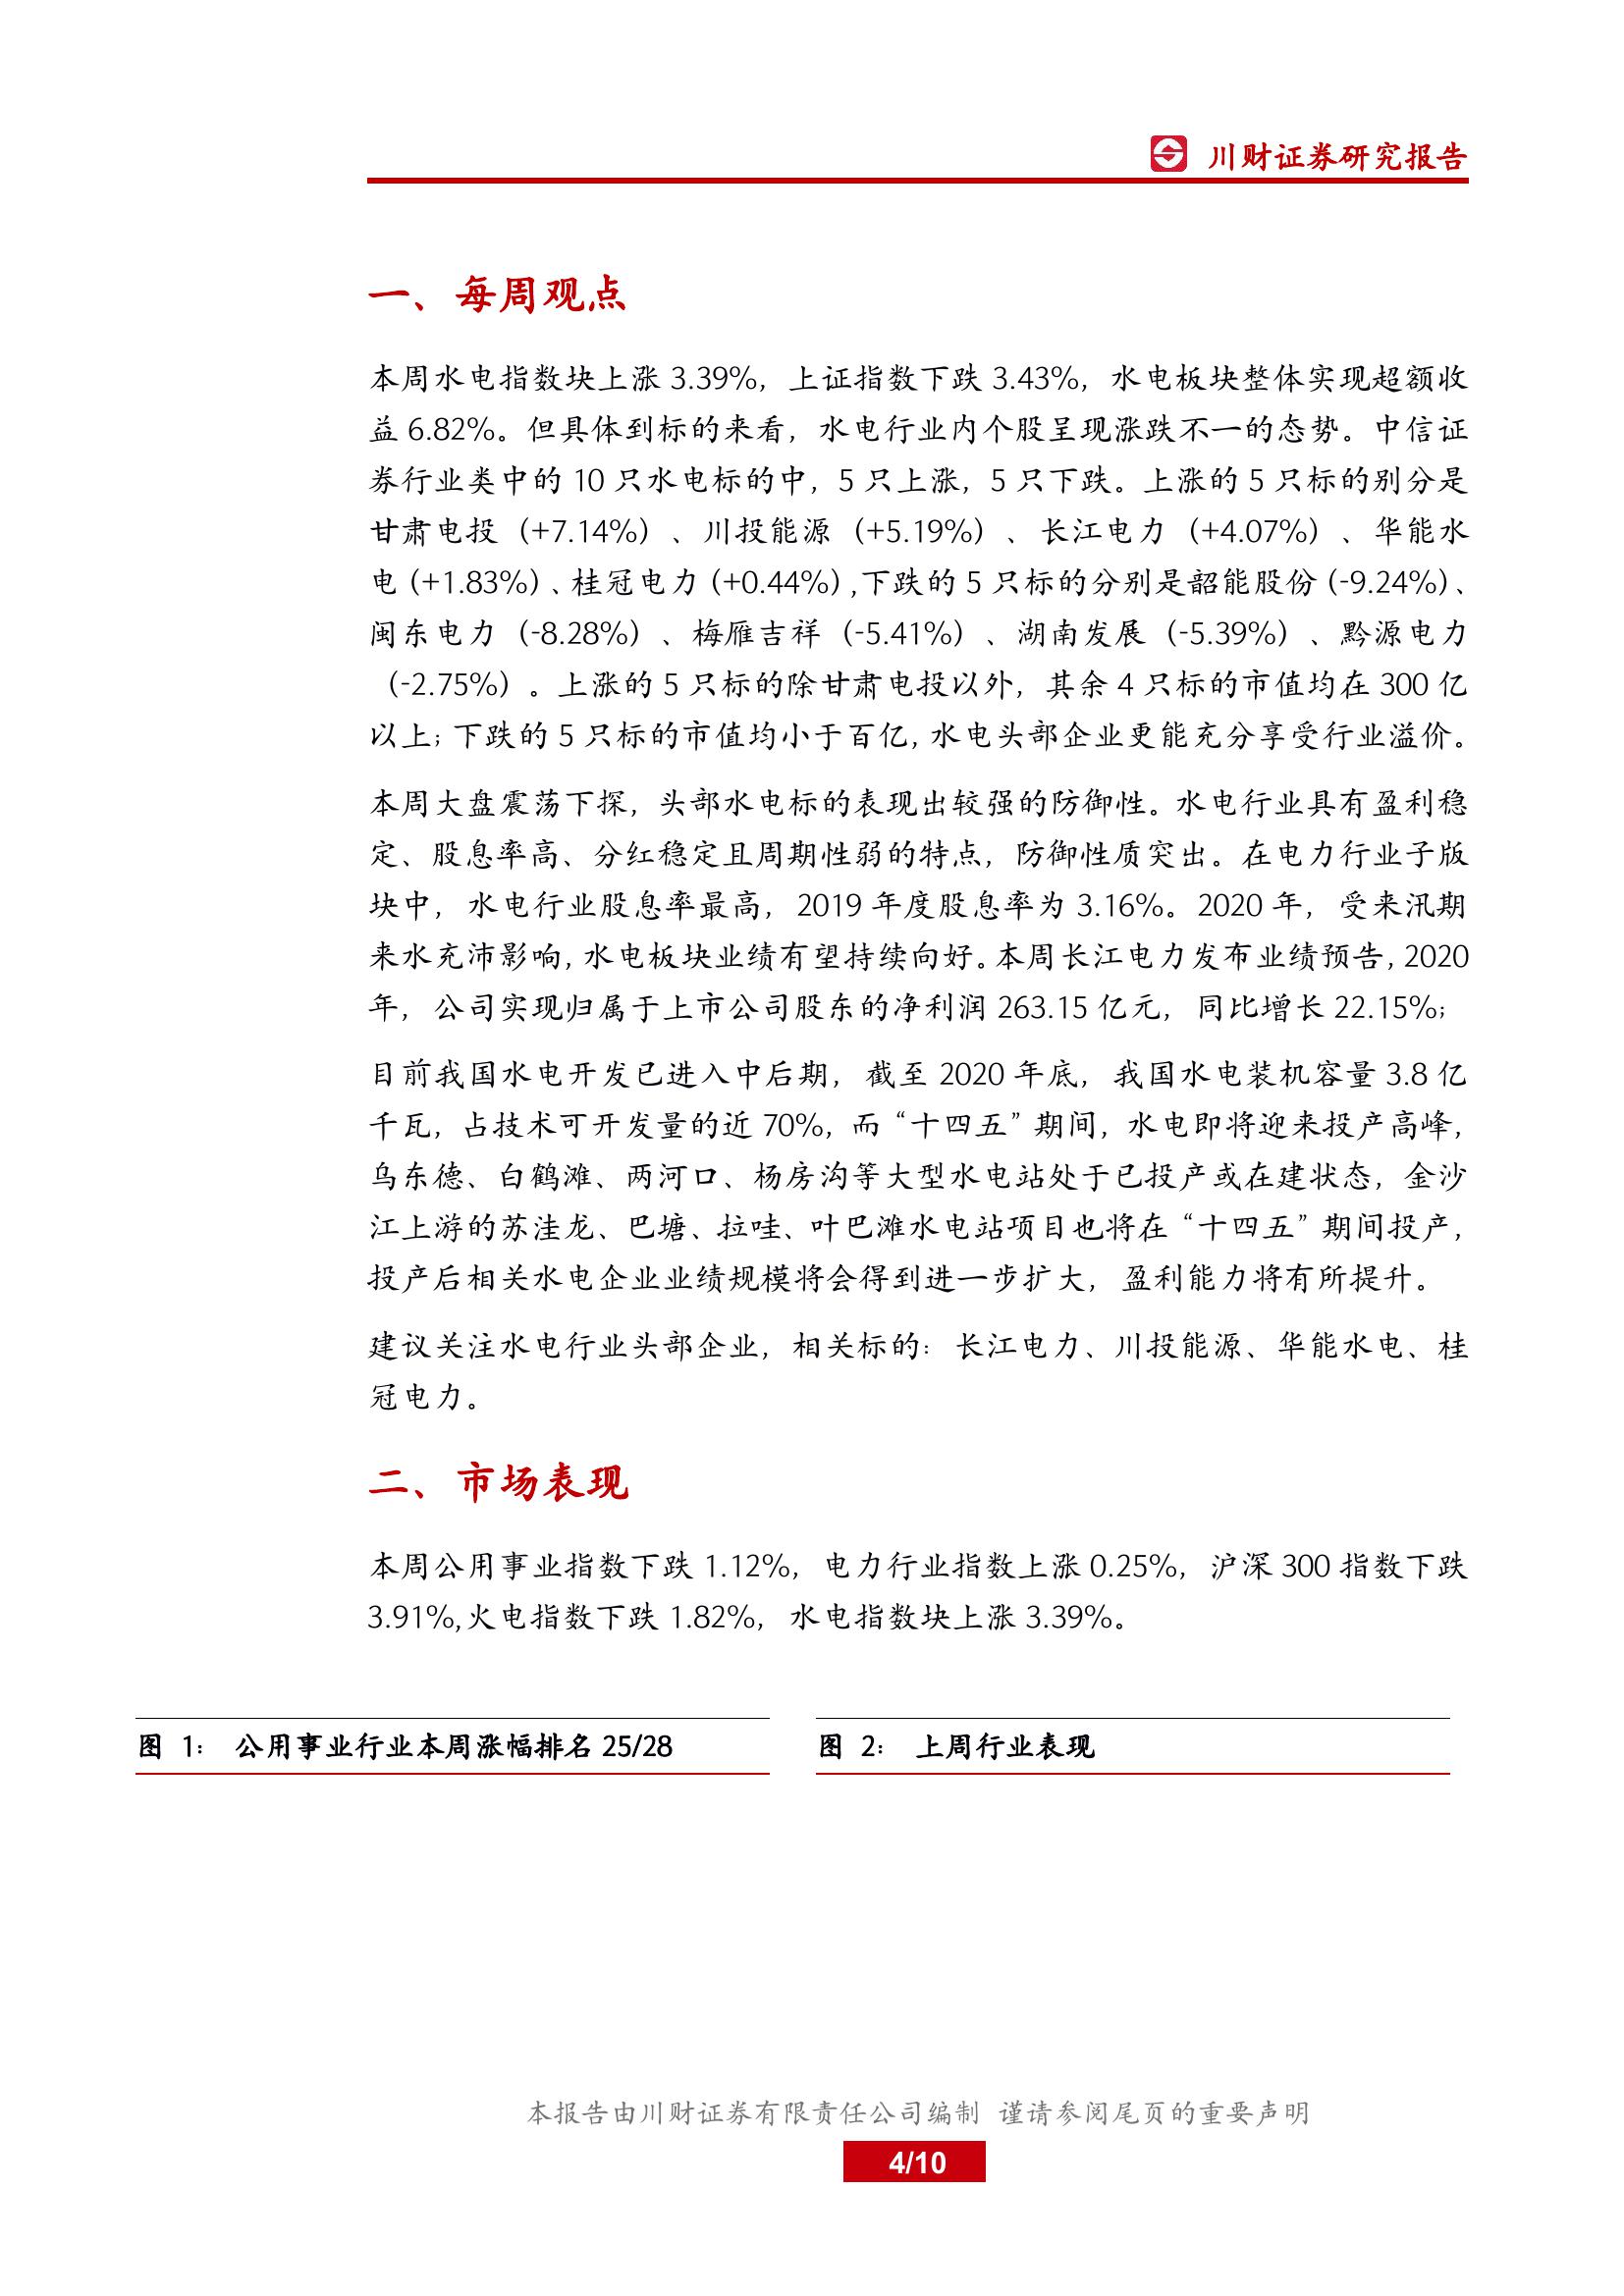 川财证券研究报告
一、每周观点
本周水电指数块上涨 3.39%，上证指数下跌 3.43%，水电板块整体实现超额收
益 6.82%。但具体到标的来看，水电行业内个股呈现涨跌不一的态势。中信证
券行业类中的 10 只水电标的中，5 只上涨，5 只下跌。上涨的 5 只标的别分是
甘肃电投（+7.14%）、川投能源（+5.19%）、长江电力（+4.07%）、华能水
电（+1.83%）、桂冠电力（+0.44%）,下跌的 5 只标的分别是韶能股份（-9.24%）、
闽东电力（-8.28%）、梅雁吉祥（-5.41%）、湖南发展（-5.39%）、黔源电力
（-2.75%）。上涨的 5 只标的除甘肃电投以外，其余 4 只标的市值均在 300 亿
以上；下跌的 5 只标的市值均小于百亿，水电头部企业更能充分享受行业溢价。
本周大盘震荡下探，头部水电标的表现出较强的防御性。水电行业具有盈利稳
定、股息率高、分红稳定且周期性弱的特点，防御性质突出。在电力行业子版
块中，水电行业股息率最高，2019 年度股息率为 3.16%。2020 年，受来汛期
来水充沛影响，水电板块业绩有望持续向好。本周长江电力发布业绩预告，2020
年，公司实现归属于上市公司股东的净利润 263.15 亿元，同比增长 22.15%；
目前我国水电开发已进入中后期，截至 2020 年底，我国水电装机容量 3.8 亿
千瓦，占技术可开发量的近 70%，而“十四五”期间，水电即将迎来投产高峰，
乌东德、白鹤滩、两河口、杨房沟等大型水电站处于已投产或在建状态，金沙
江上游的苏洼龙、巴塘、拉哇、叶巴滩水电站项目也将在“十四五”期间投产，
投产后相关水电企业业绩规模将会得到进一步扩大，盈利能力将有所提升。
建议关注水电行业头部企业，相关标的：长江电力、川投能源、华能水电、桂
冠电力。
二、市场表现
本周公用事业指数下跌 1.12%，电力行业指数上涨 0.25%，沪深 300 指数下跌
3.91%,火电指数下跌 1.82%，水电指数块上涨 3.39%。
图 1： 公用事业行业本周涨幅排名 25/28
图 2： 上周行业表现
本报告由川财证券有限责任公司编制 谨请参阅尾页的重要声明
4/10